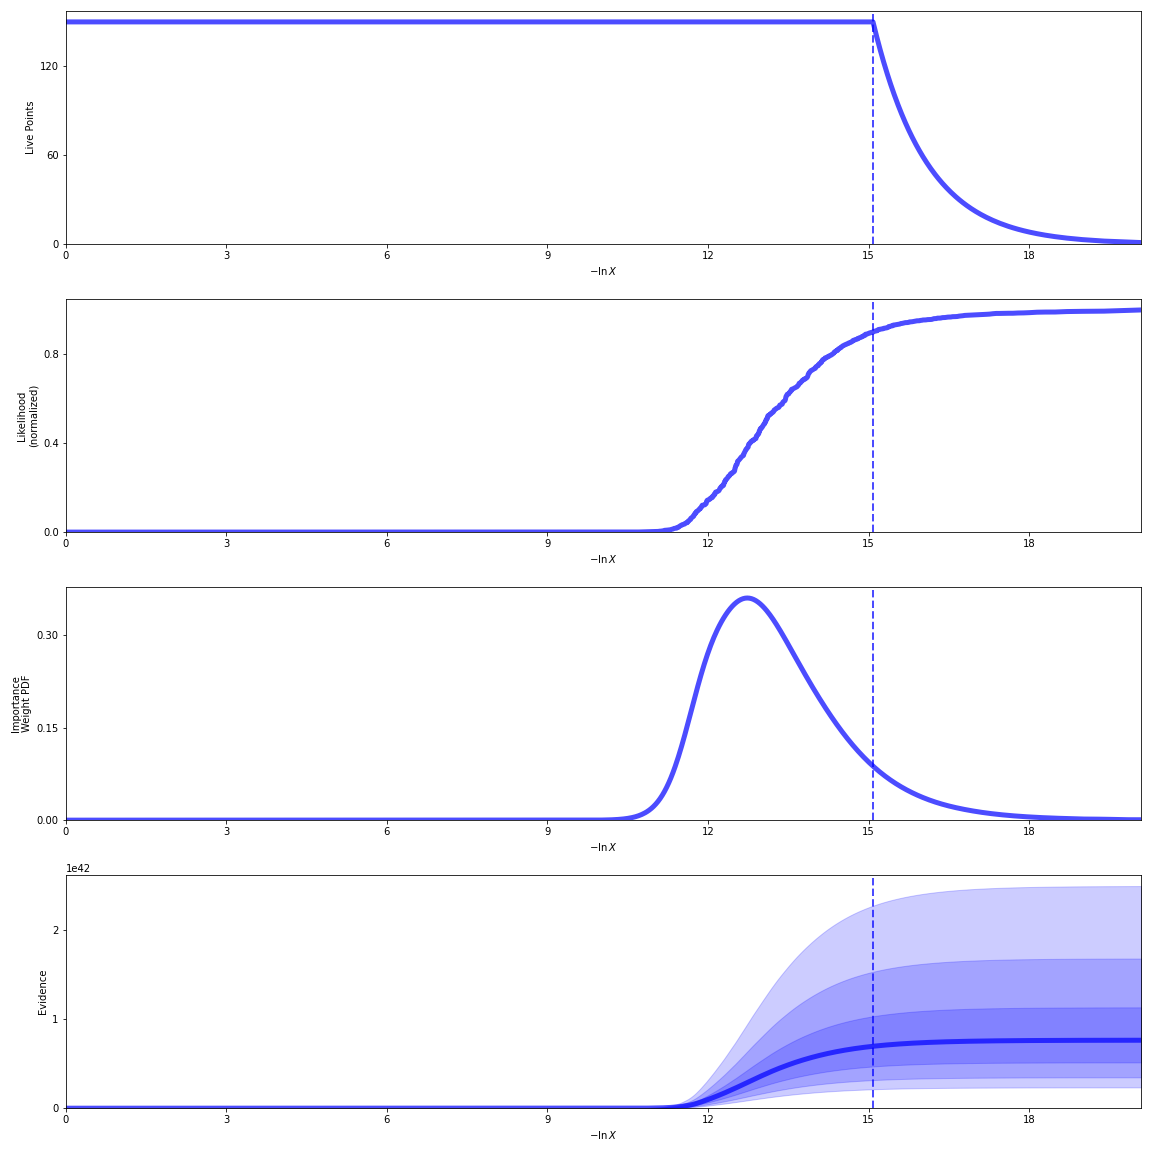 120
60
0
Live Points
0 3 6 9 12 15 18
−ln X
0.8
0.4
0.0
Likelihood
(normalized)
0 3 6 9 12 15 18
−ln X
0.30
0.15
0.00
Importance
Weight PDF
0 3 6 9 12 15 18
−ln X
1e42
2
1
0
Evidence
0 3 6 9 12 15 18
−ln X